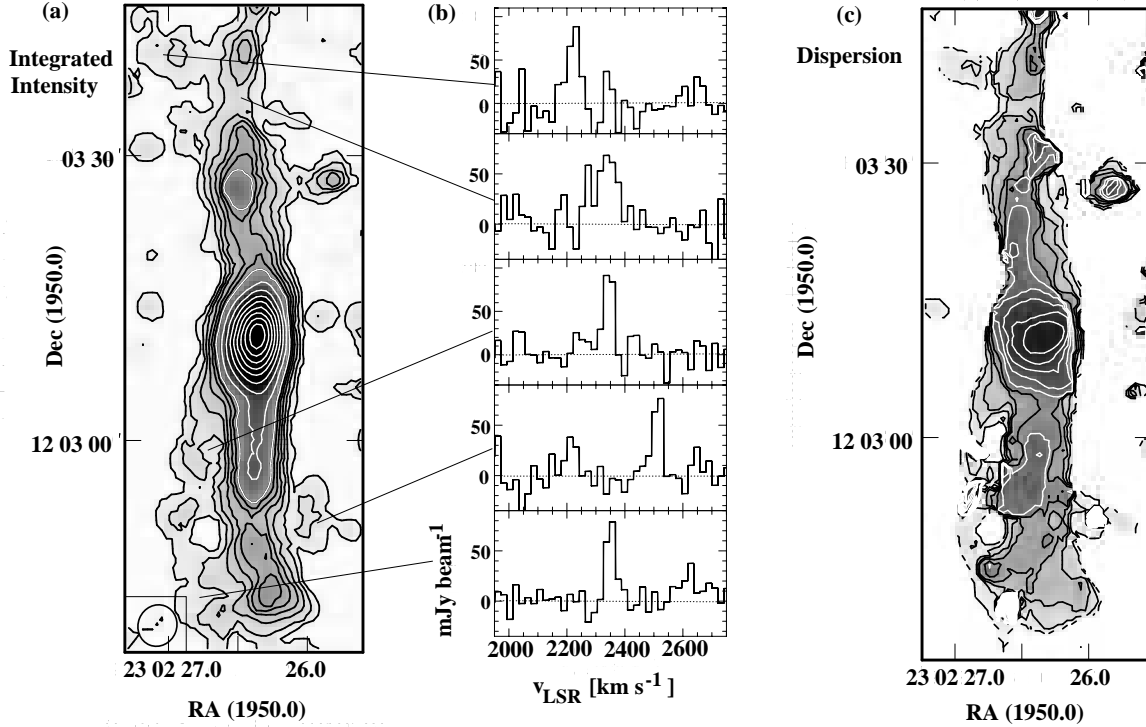 (a)
Integrated
Intensity
03 30
Dec (1950.0)
12 03 00
23 02 27.0
26.0
RA (1950.0)
(b)
50
0
50
0
50
0
50
0
50
0
mJy beam-1
2000
2200
2400
2600
vLSR [km s-1]
(c)
Dispersion
03 30
Dec (1950.0)
12 03 00
23 02 27.0
26.0
RA (1950.0)